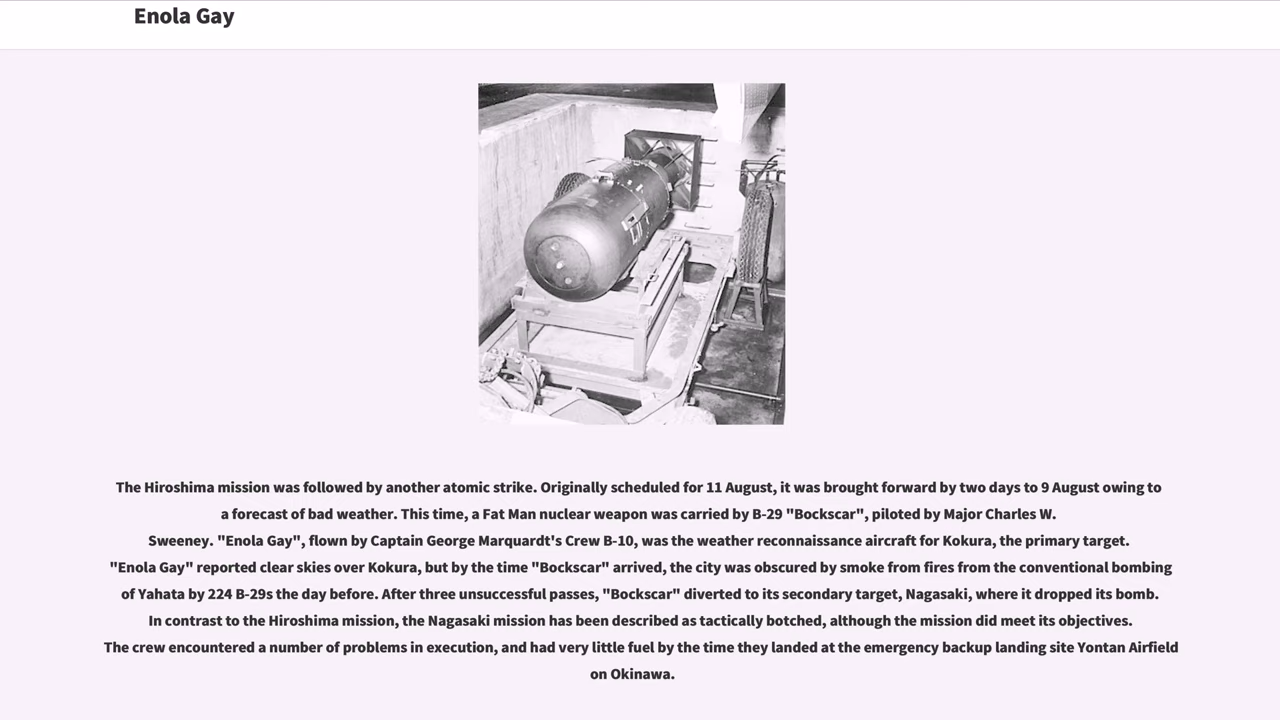 Enola Gay
The Hiroshima mission was followed by another atomic strike. Originally scheduled for 11 August, it was brought forward by two days to 9 August owing to
a forecast of bad weather. This time, a Fat Man nuclear weapon was carried by B-29 "Bockscar", piloted by Major Charles W.
Sweeney. "Enola Gay", flown by Captain George Marquardt's Crew B-10, was the weather reconnaissance aircraft for Kokura, the primary target.
"Enola Gay" reported clear skies over Kokura, but by the time "Bockscar" arrived, the city was obscured by smoke from fires from the conventional bombing
of Yahata by 224 B-29s the day before. After three unsuccessful passes, "Bockscar" diverted to its secondary target, Nagasaki, where it dropped its bomb.
In contrast to the Hiroshima mission, the Nagasaki mission has been described as tactically botched, although the mission did meet its objectives.
The crew encountered a number of problems in execution, and had very little fuel by the time they landed at the emergency backup landing site Yontan Airfield
on Okinawa.